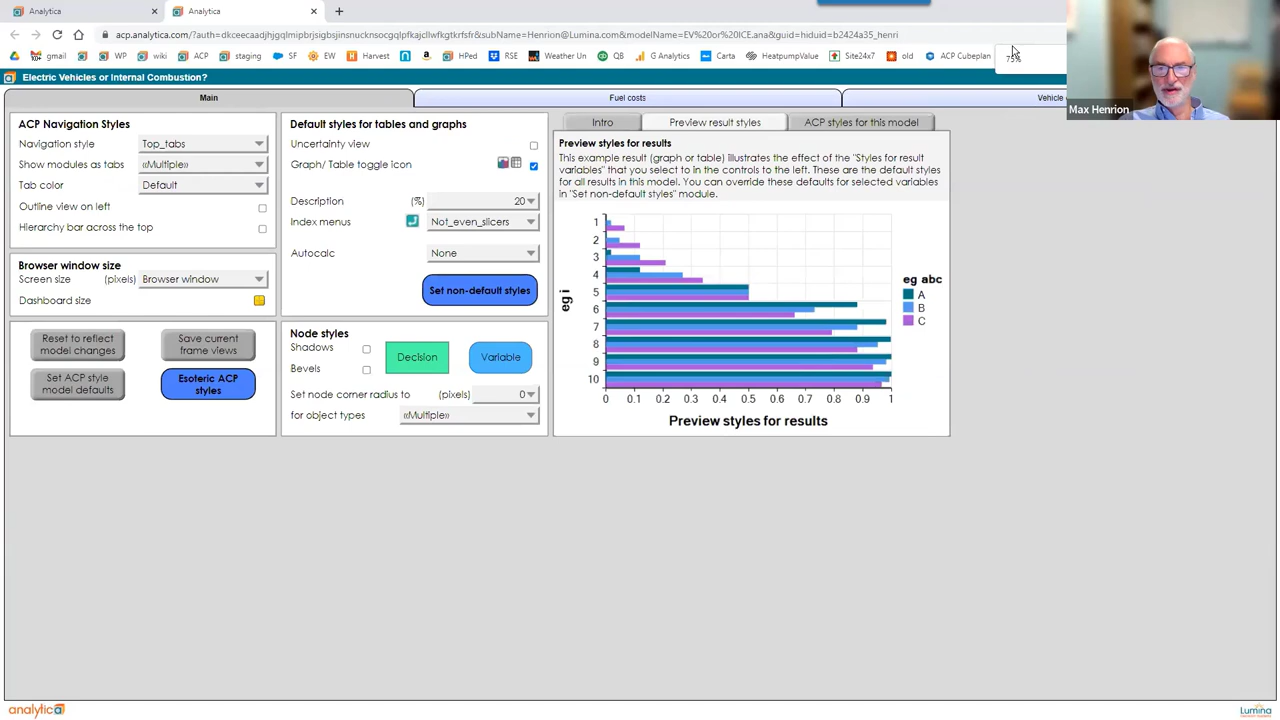 Analytica
Analytica
acp.analytica.com/?auth=dkceecaadjhjgqlmipbrjsigbsjinsnucknsocgqlpfkajcllwfkgtkrfsfr&subName=Henrion@Lumina.com&modelName=EV%20or%20ICE.ana&guid=hiduid=b2424a35_henri
gmail
WP
wiki
ACP
staging
SF
EW
Harvest
HPed
RSE
Weather Un
QB
G Analytics
Carta
HeatpumpValue
Site24x7
old
ACP Cubeplan
75%
Electric Vehicles or Internal Combustion?
Max Henrion
Main
Fuel costs
Vehicle
ACP Navigation Styles
Navigation style
Top_tabs
Show modules as tabs
«Multiple»
Tab color
Default
Outline view on left
Hierarchy bar across the top
Browser window size
Screen size
(pixels)
Browser window
Dashboard size
Reset to reflect
model changes
Save current
frame views
Set ACP style
model defaults
Esoteric ACP
styles
Default styles for tables and graphs
Uncertainty view
Graph/ Table toggle icon
Description
(%)
20
Index menus
Not_even_slicers
Autocalc
None
Set non-default styles
Node styles
Shadows
Bevels
Decision
Variable
Set node corner radius to
(pixels)
0
for object types
«Multiple»
Intro
Preview result styles
ACP styles for this model
Preview styles for results
This example result (graph or table) illustrates the effect of the "Styles for result
variables" that you select to in the controls to the left. These are the default
styles for all results in this model. You can override these defaults for selected variables
in "Set non-default styles" module.
eg i
1
2
3
4
5
6
7
8
9
10
0
0.1
0.2
0.3
0.4
0.5
0.6
0.7
0.8
0.9
1
Preview styles for results
eg abc
A
B
C
analytica
Lumina